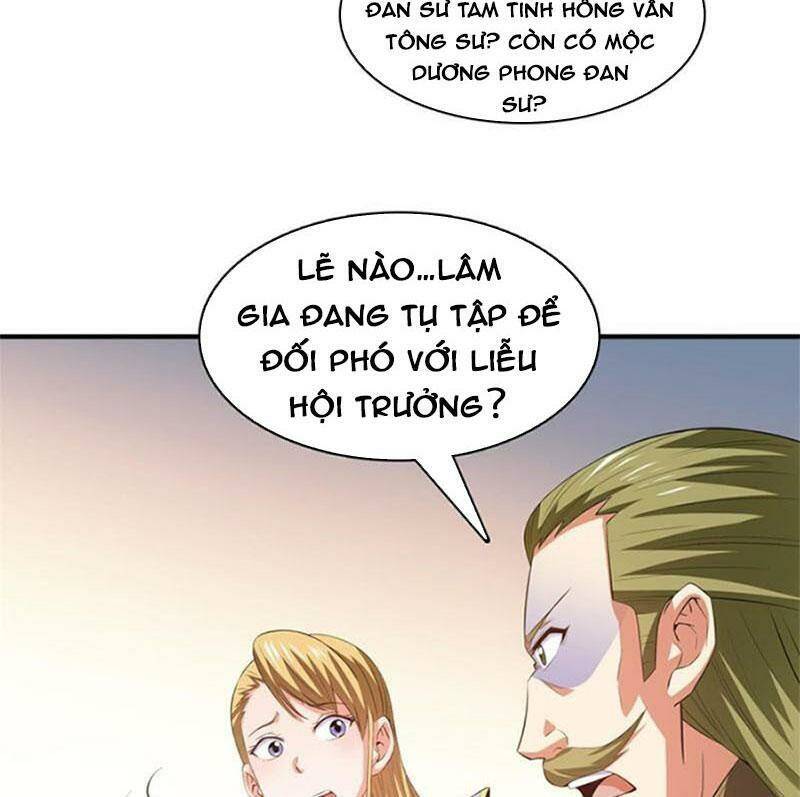 ĐAN SƯ TAM TINH HỒNG VÂN
TÔNG SƯ? CÒN CÓ MỘC
DƯƠNG PHONG ĐAN
SƯ?
LẼ NÀO...LÂM
GIA ĐANG TỤ TẬP ĐỂ
ĐỐI PHÓ VỚI LIỄU
HỘI TRƯỞNG?